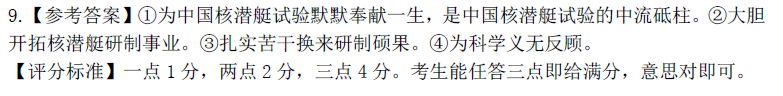 9.【参考答案】①为中国核潜艇试验默默奉献一生，是中国核潜艇试验的中流砥柱。②大胆
开拓核潜艇研制事业。③扎实苦干换来研制硕果。④为科学义无反顾。
【评分标准】一点 1 分，两点 2 分，三点 4 分。考生能任答三点即给满分，意思对即可。